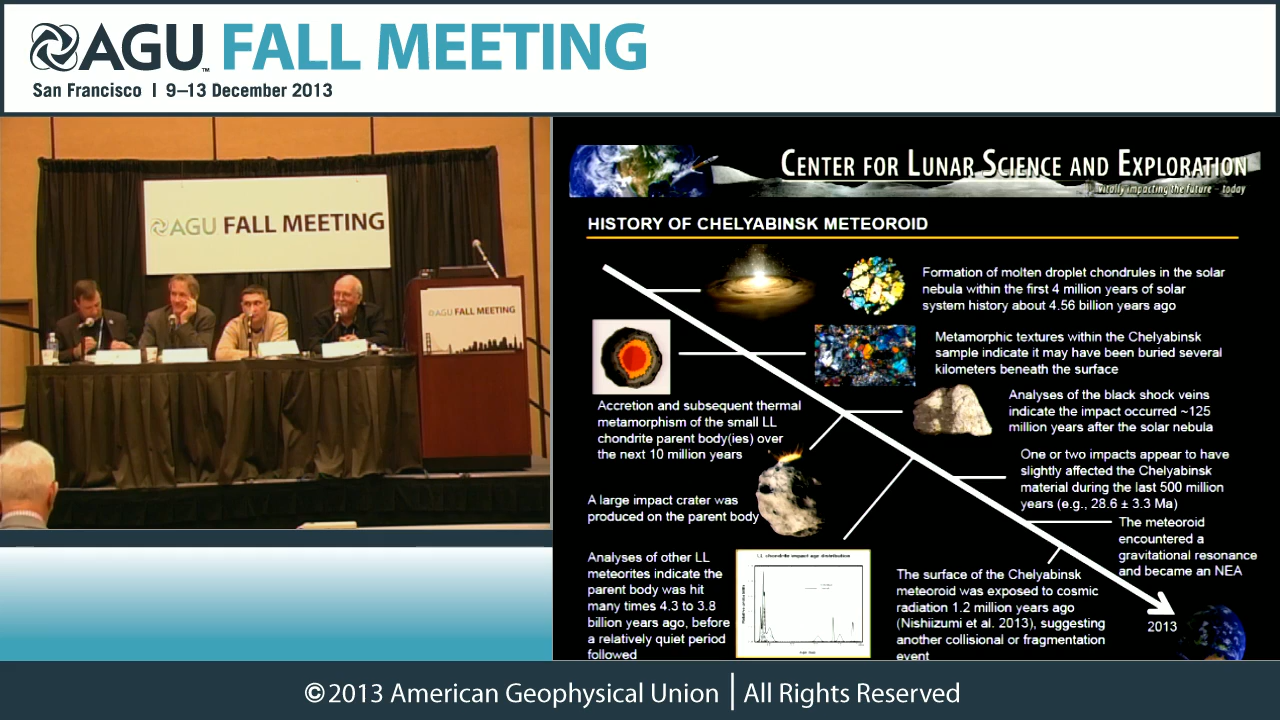 AGU™ FALL MEETING
San Francisco | 9–13 December 2013
AGU FALL MEETING
AGU FALL MEETING
CENTER FOR LUNAR SCIENCE AND EXPLORATION
vitally impacting the future – today
HISTORY OF CHELYABINSK METEOROID
Formation of molten droplet chondrules in the solar
nebula within the first 4 million years of solar
system history about 4.56 billion years ago
Metamorphic textures within the Chelyabinsk
sample indicate it may have been buried several
kilometers beneath the surface
Accretion and subsequent thermal
metamorphism of the small LL
chondrite parent body(ies) over
the next 10 million years
Analyses of the black shock veins
indicate the impact occurred ~125
million years after the solar nebula
A large impact crater was
produced on the parent body
One or two impacts appear to have
slightly affected the Chelyabinsk
material during the last 500 million
years (e.g., 28.6 ± 3.3 Ma)
Analyses of other LL
meteorites indicate the
parent body was hit
many times 4.3 to 3.8
billion years ago, before
a relatively quiet period
followed
LL chondrite impact age distribution
The meteoroid
encountered a
gravitational resonance
and became an NEA
The surface of the Chelyabinsk
meteoroid was exposed to cosmic
radiation 1.2 million years ago
(Nishiizumi et al. 2013), suggesting
another collisional or fragmentation
event
2013
©2013 American Geophysical Union | All Rights Reserved